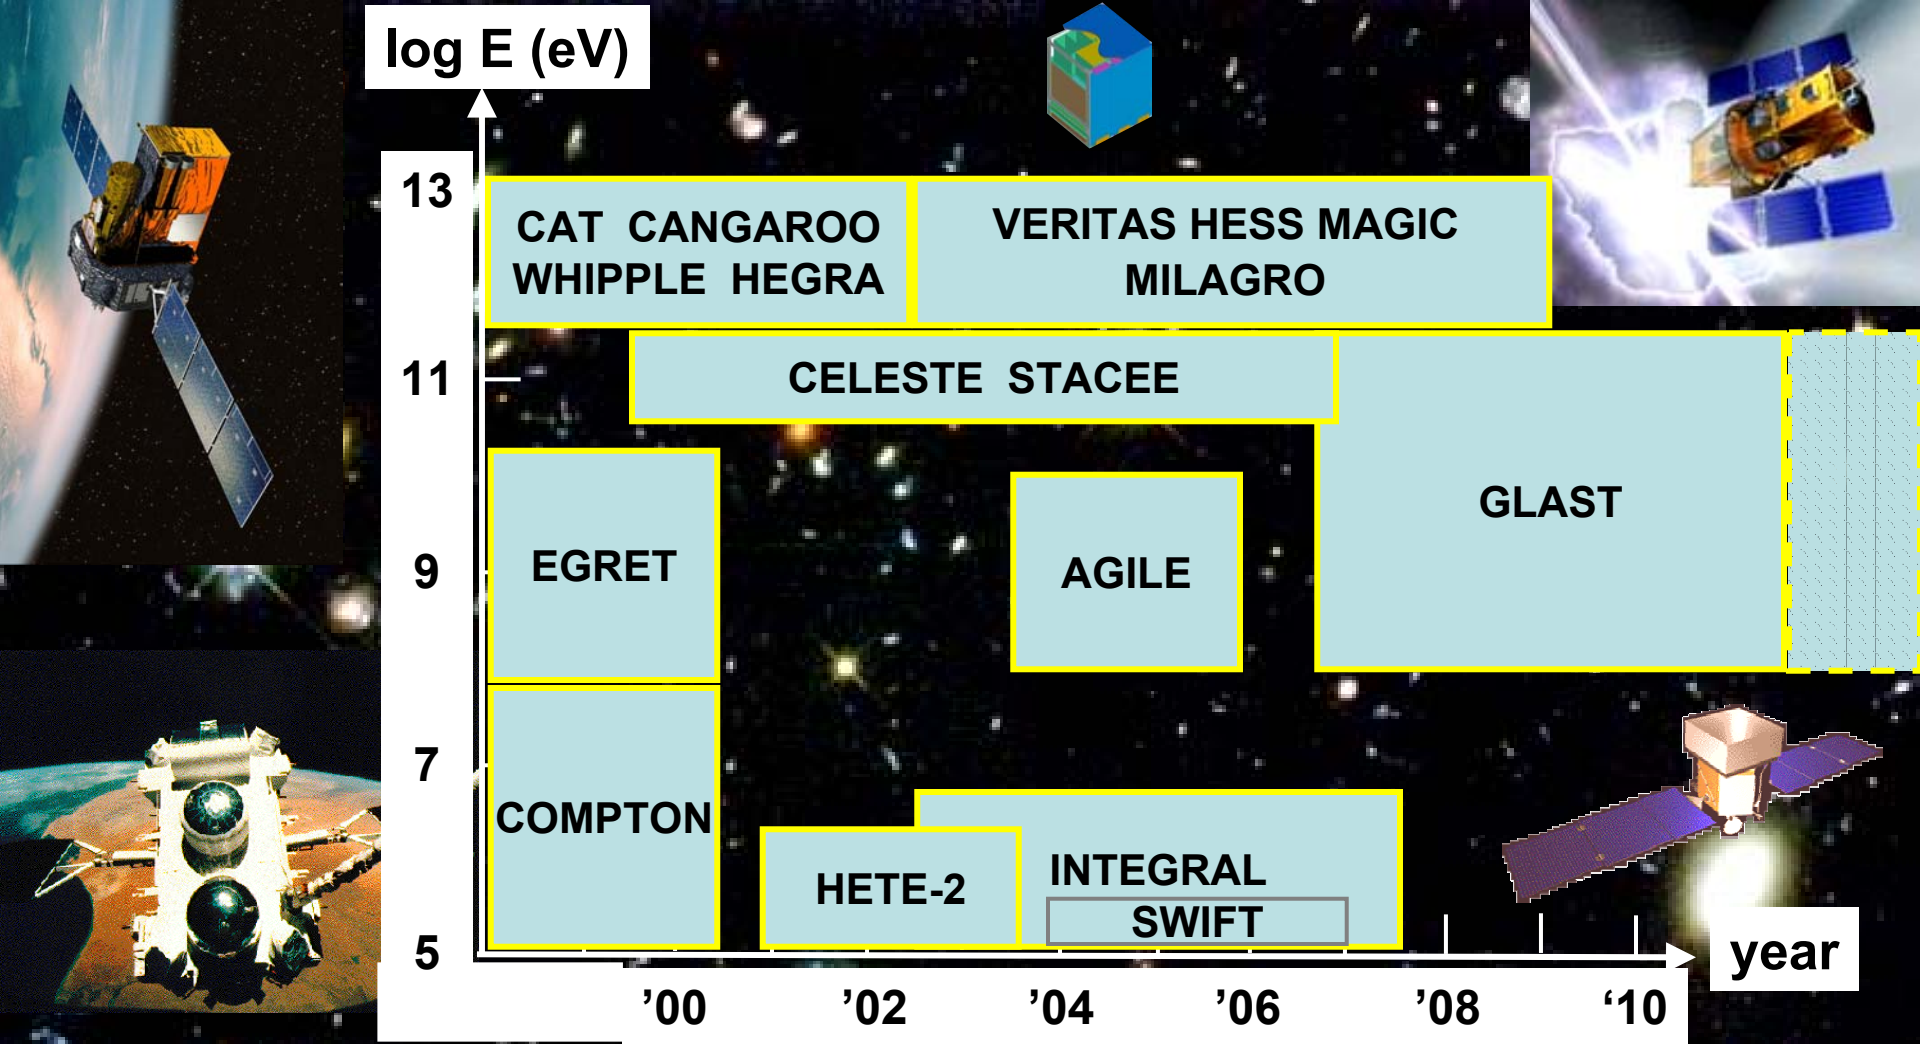 log E (eV)
13
CAT CANGAROO
WHIPPLE HEGRA
VERITAS HESS MAGIC
MILAGRO
11
CELESTE STACEE
GLAST
9
EGRET
AGILE
7
COMPTON
HETE-2
INTEGRAL
SWIFT
5
year
’00 ’02 ’04 ’06 ’08 ‘10